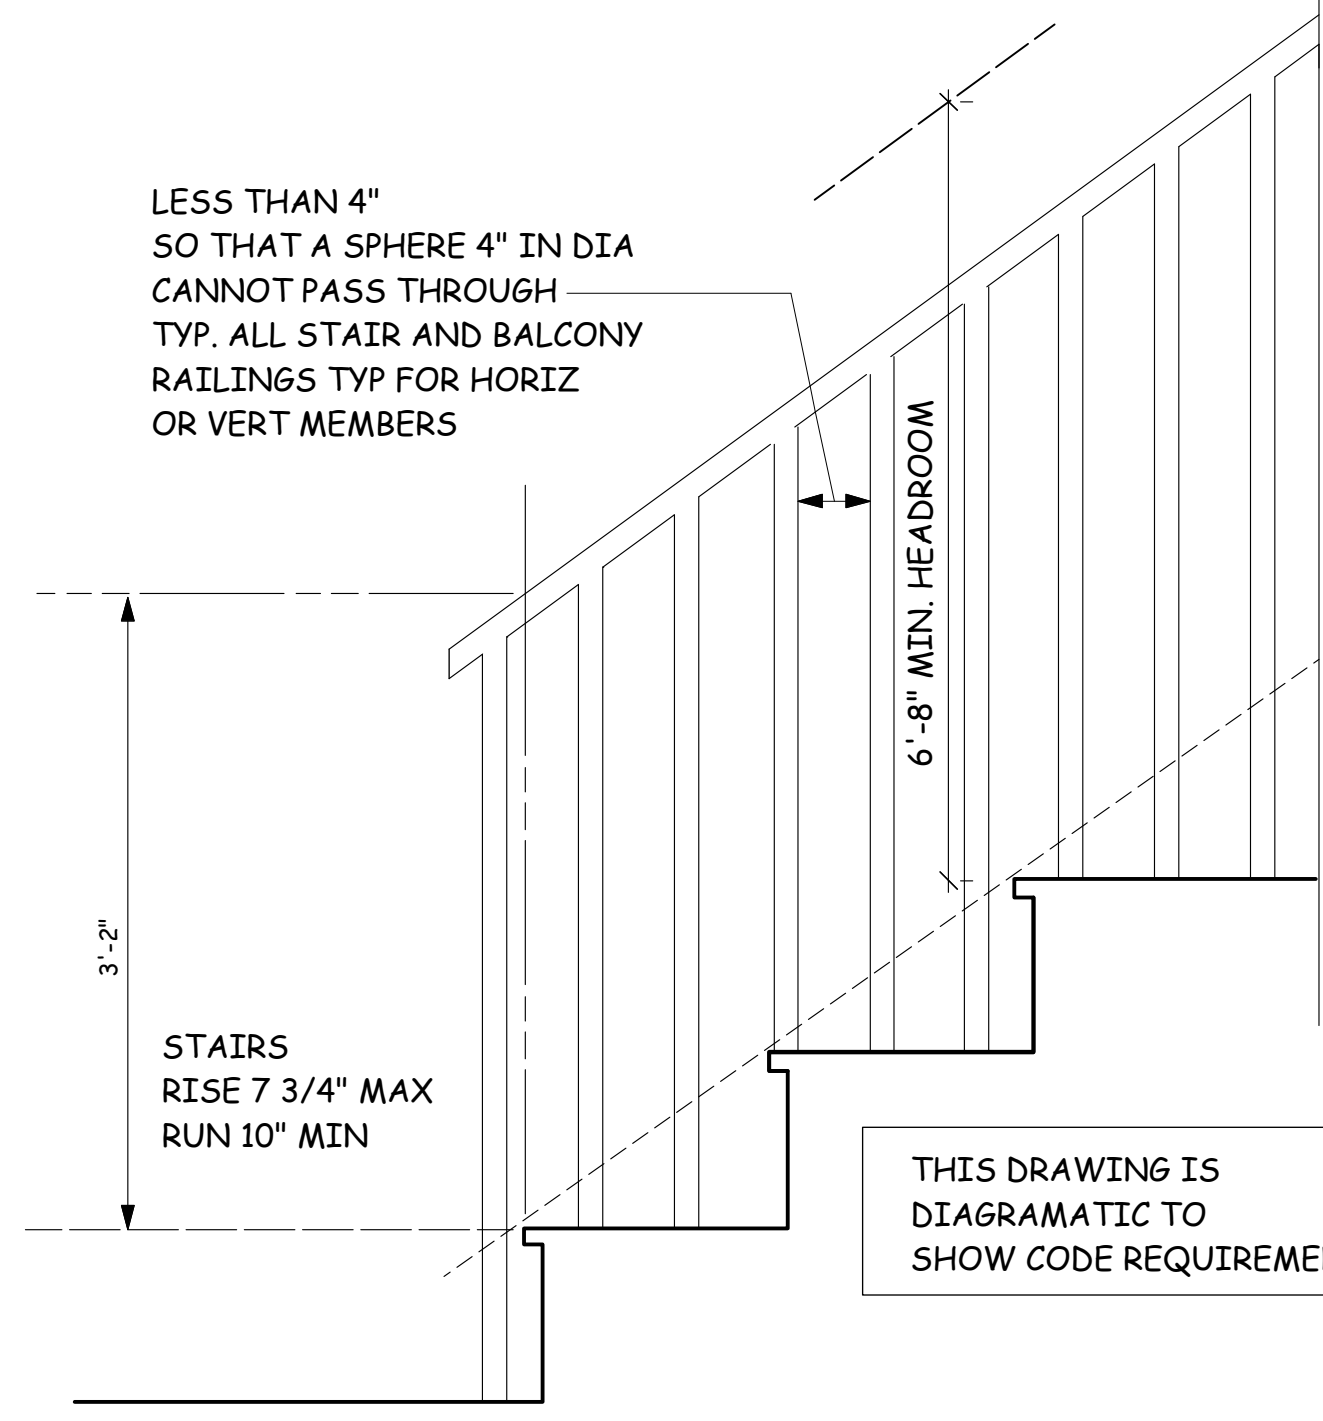 LESS THAN 4"
SO THAT A SPHERE 4" IN DIA
CANNOT PASS THROUGH
TYP. ALL STAIR AND BALCONY
RAILINGS TYP FOR HORIZ
OR VERT MEMBERS
6'-8" MIN. HEADROOM
3'-2"
STAIRS
RISE 7 3/4" MAX
RUN 10" MIN
THIS DRAWING IS
DIAGRAMATIC TO
SHOW CODE